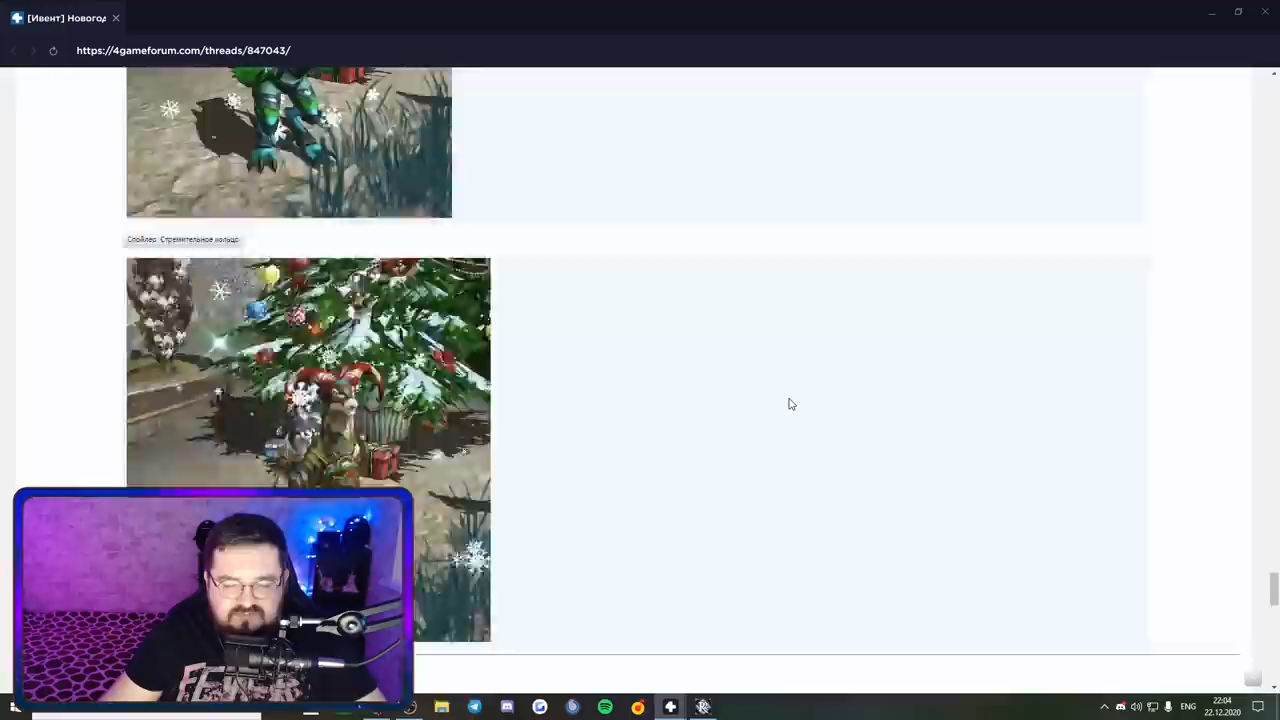 [Ивент] Новогод
https://4gameforum.com/threads/847043/
Спойлер: Стремительное кольцо
ENG
22:04
22.12.2020